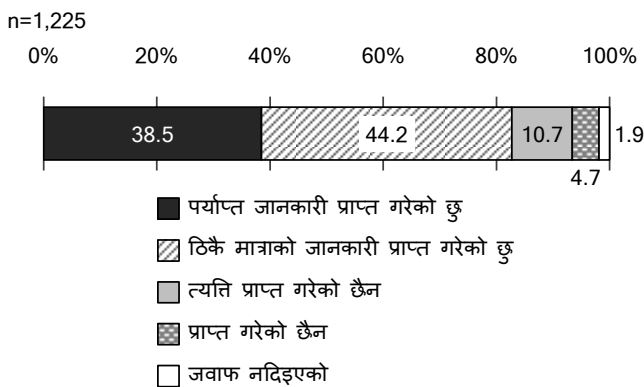 n=1,225
0% 20% 40% 60% 80% 100%
38.5 44.2 10.7 1.9
4.7
पर्याप्त जानकारी प्राप्त गरेको छु
ठिकै मात्राको जानकारी प्राप्त गरेको छु
त्यत्ति प्राप्त गरेको छैन
प्राप्त गरेको छैन
जवाफ नदिइएको